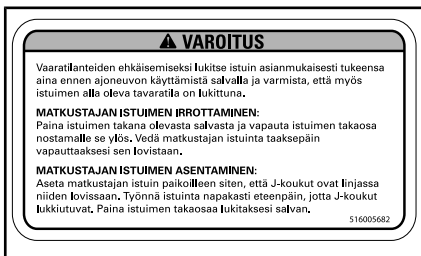 VAROITUS
Vaaratilanteiden ehkäisemiseksi lukitse istuin asianmukaisesti tukeensa
aina ennen ajoneuvon käyttämistä salvalla ja varmista, että myös
istuimen alla oleva tavaratila on lukittuna.
MATKUSTAJAN ISTUIMEN IRROTTAMINEN:
Paina istuimen takana olevasta salvasta ja vapauta istuimen takaosa
nostamalle se ylös. Vedä matkustajan istuinta taaksepäin
vapauttaaksesi sen lovistaan.
MATKUSTAJAN ISTUIMEN ASENTAMINEN:
Aseta matkustajan istuin paikoilleen siten, että J-koukut ovat linjassa
niiden lovissaan. Työnnä istuinta napakasti eteenpäin, jotta J-koukut
lukkiutuvat. Paina istuimen takaosaa lukitaksesi salvan.
516005682